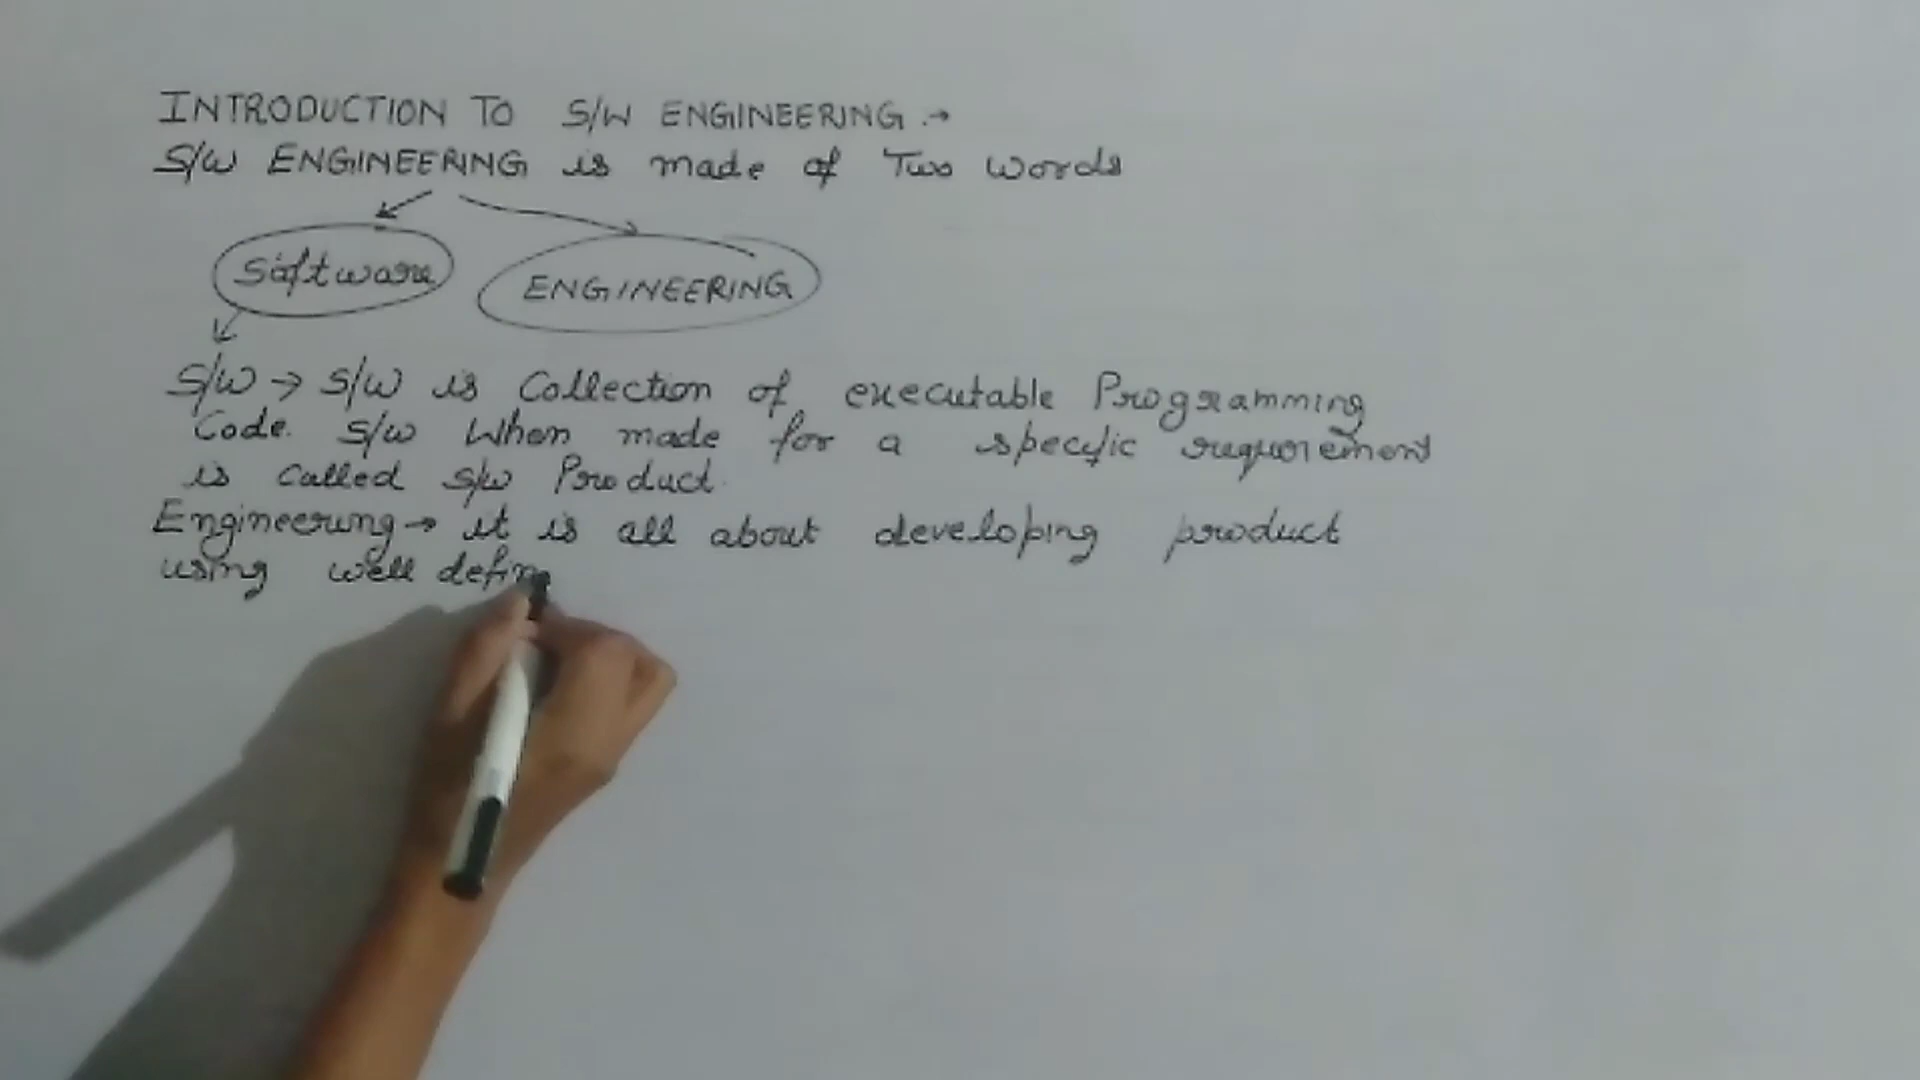 INTRODUCTION TO S/W ENGINEERING :→
S/W ENGINEERING is made of Two Words
Software
ENGINEERING
S/W → S/W is Collection of executable Programming
Code. S/W When made for a specific requirement
is called S/W Product.
Engineering → it is all about developing product
using well define